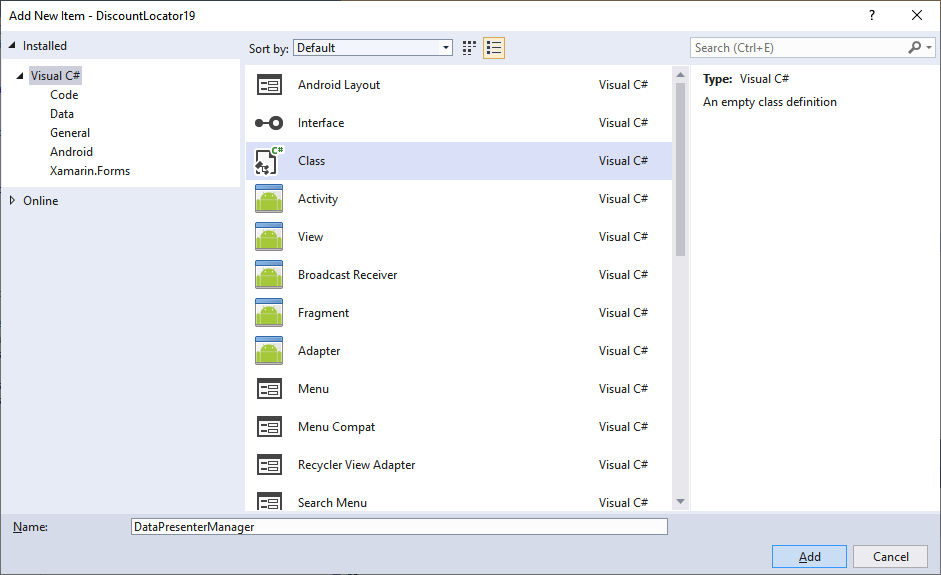 Add New Item - DiscountLocator19
?
Installed
Sort by: Default
Search (Ctrl+E)
Visual C#
Code
Data
General
Android
Xamarin.Forms
Online
Android Layout Visual C#
Interface Visual C#
C#
Class Visual C#
Activity Visual C#
View Visual C#
Broadcast Receiver Visual C#
Fragment Visual C#
Adapter Visual C#
Menu Visual C#
Menu Compat Visual C#
Recycler View Adapter Visual C#
Search Menu Visual C#
Type: Visual C#
An empty class definition
Name: DataPresenterManager
Add Cancel